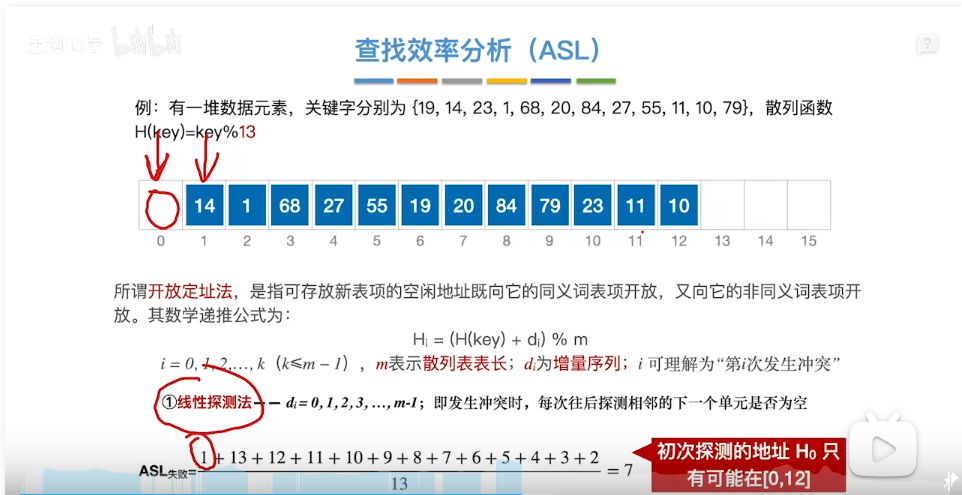 王道论坛 bilibili
查找效率分析（ASL）
例：有一堆数据元素，关键字分别为 {19, 14, 23, 1, 68, 20, 84, 27, 55, 11, 10, 79}，散列函数
H(key)=key%13
14 1 68 27 55 19 20 84 79 23 11 10
0 1 2 3 4 5 6 7 8 9 10 11 12 13 14 15
所谓开放定址法，是指可存放新表项的空闲地址既向它的同义词表项开放，又向它的非同义词表项开
放。其数学递推公式为：
Hᵢ = (H(key) + dᵢ) % m
i = 0, 1, 2,…, k（k≤m − 1），m表示散列表表长；dᵢ为增量序列；i 可理解为“第i次发生冲突”
①线性探测法—— dᵢ = 0, 1, 2, 3, …, m-1；即发生冲突时，每次往后探测相邻的下一个单元是否为空
ASL失败= 1 + 13 + 12 + 11 + 10 + 9 + 8 + 7 + 6 + 5 + 4 + 3 + 2 = 7
13
初次探测的地址 H₀ 只
有可能在[0,12]